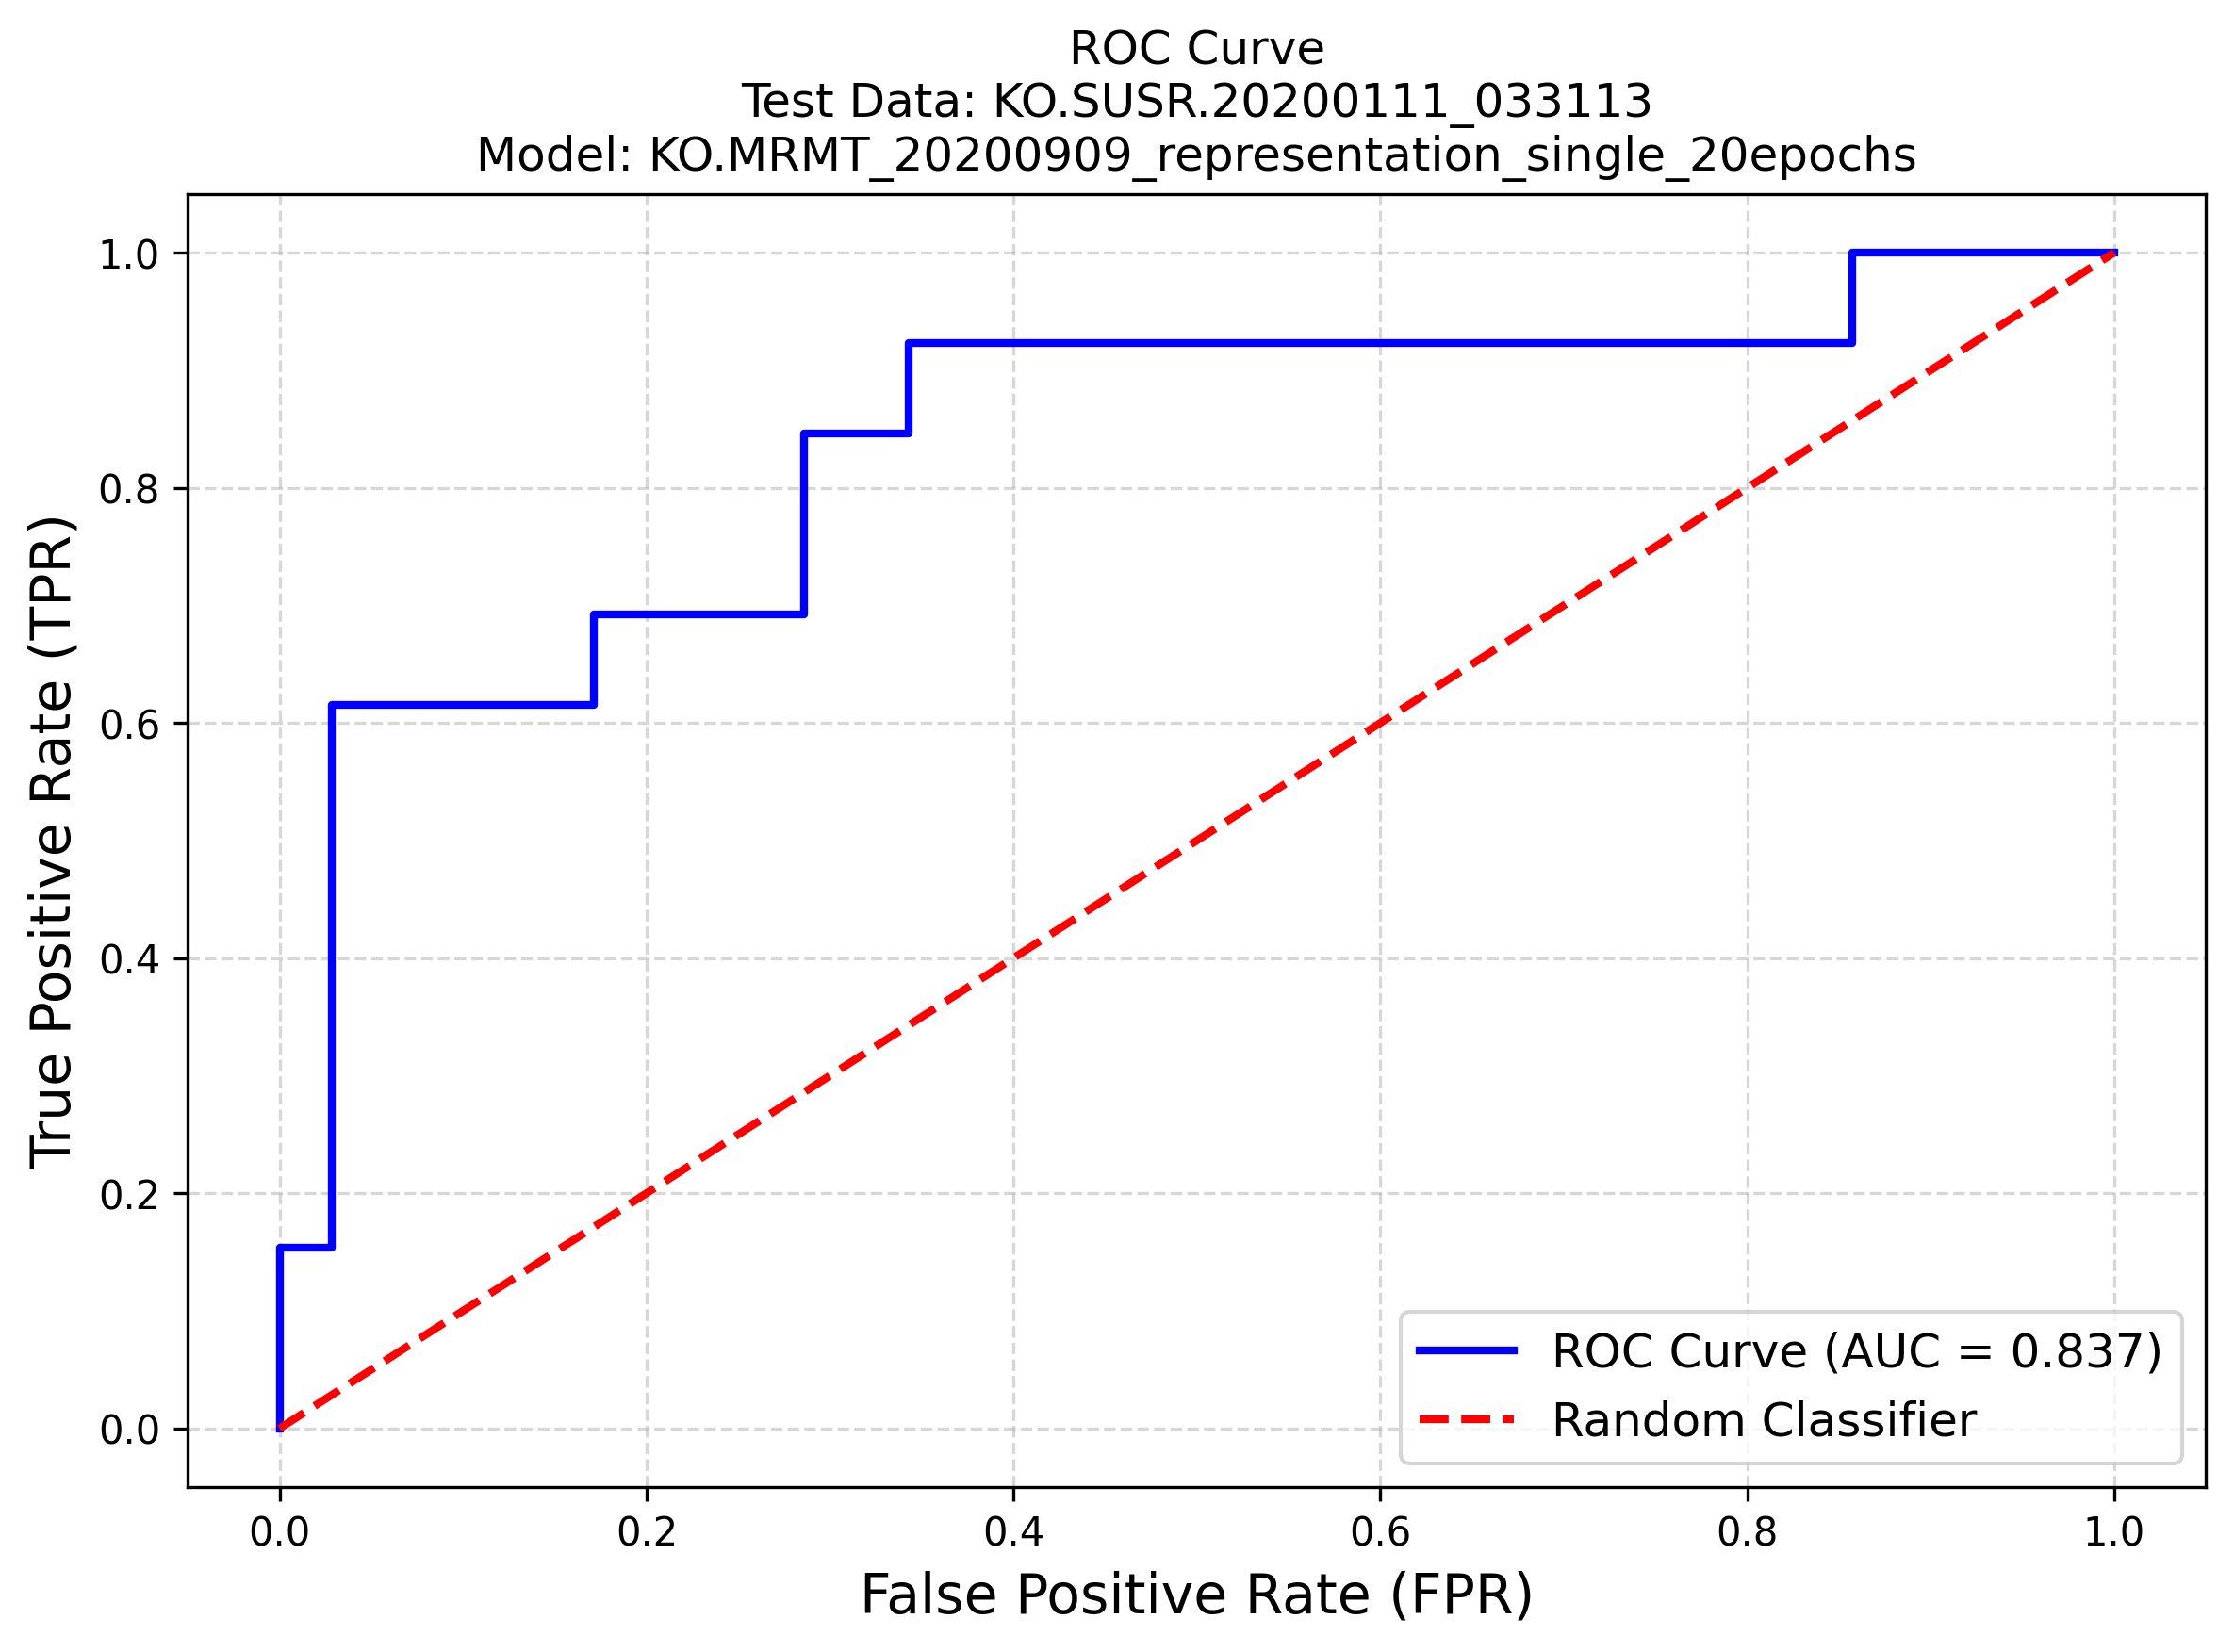 ROC Curve
Test Data: KO.SUSR.20200111_033113
Model: KO.MRMT_20200909_representation_single_20epochs
True Positive Rate (TPR)
1.0
0.8
0.6
0.4
0.2
0.0
0.0 0.2 0.4 0.6 0.8 1.0
False Positive Rate (FPR)
ROC Curve (AUC = 0.837)
Random Classifier